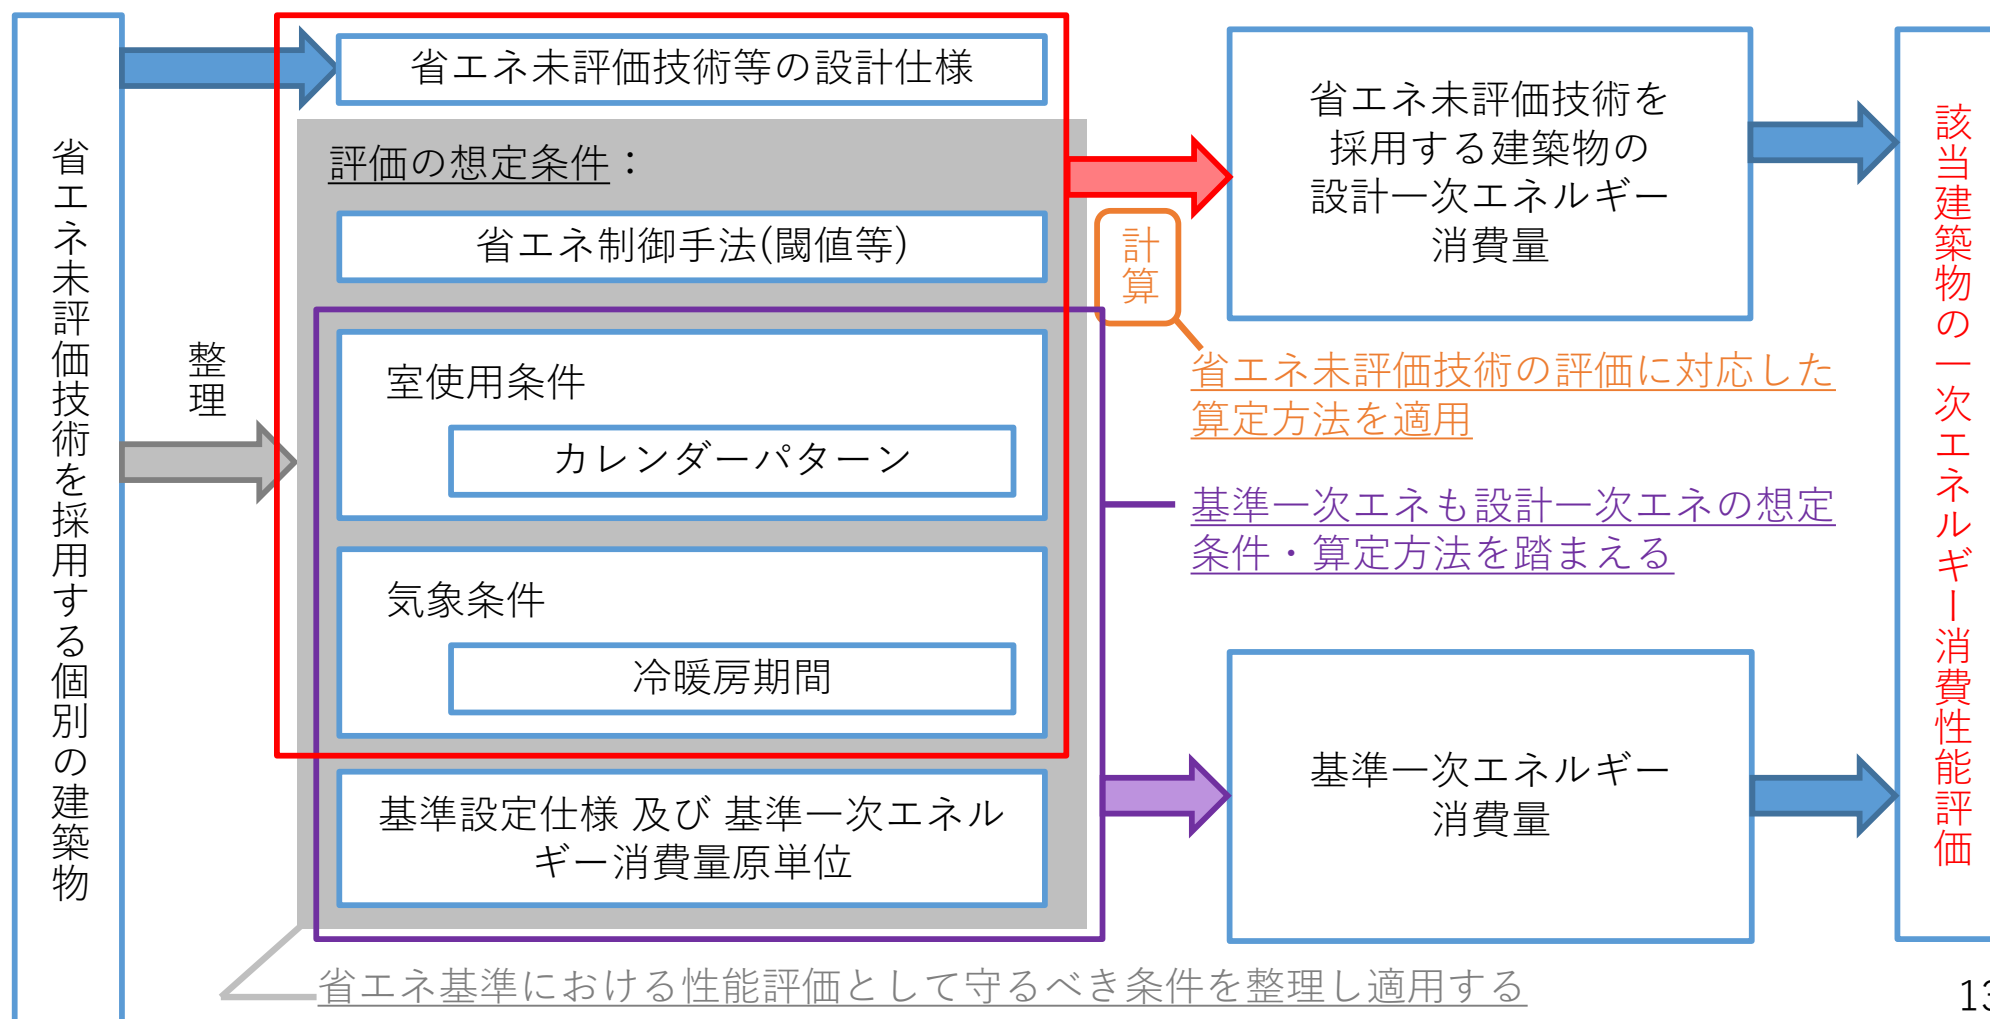 省エネ未評価技術を採用する個別の建築物
整理
省エネ未評価技術等の設計仕様
評価の想定条件：
省エネ制御手法(閾値等)
室使用条件
カレンダーパターン
気象条件
冷暖房期間
基準設定仕様 及び 基準一次エネル
ギー消費量原単位
計算
省エネ未評価技術を
採用する建築物の
設計一次エネルギー
消費量
省エネ未評価技術の評価に対応した
算定方法を適用
基準一次エネも設計一次エネの想定
条件・算定方法を踏まえる
基準一次エネルギー
消費量
該当建築物の一次エネルギー消費性能評価
省エネ基準における性能評価として守るべき条件を整理し適用する
13